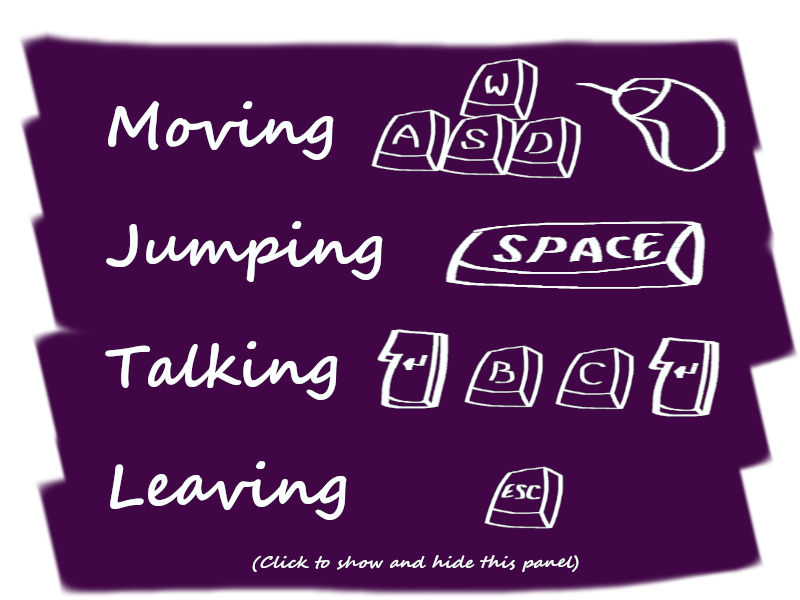 W
Moving A S D
Jumping SPACE
Talking ↵ B C ↵
Leaving ESC
(Click to show and hide this panel)